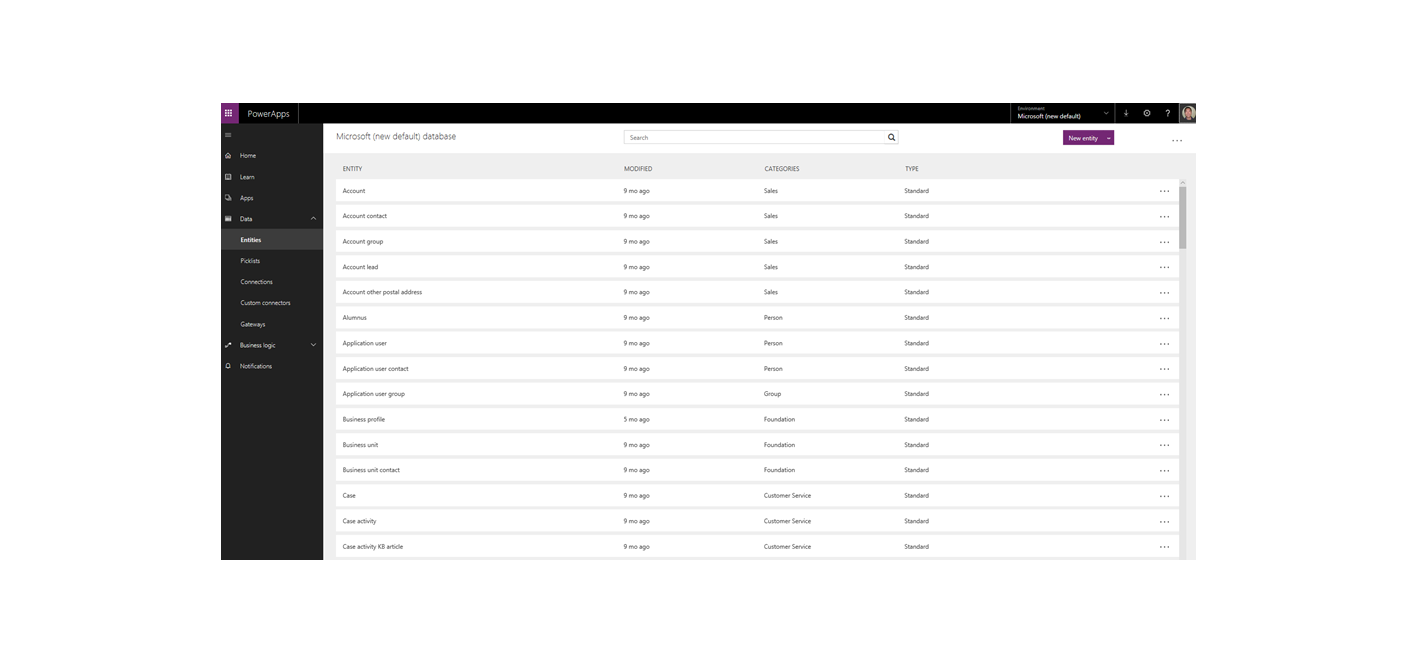 PowerApps
Environment
Microsoft (new default)
?
Microsoft (new default) database
Search
New entity
Home
Learn
Apps
Data
Entities
Picklists
Connections
Custom connectors
Gateways
Business logic
Notifications
ENTITY MODIFIED CATEGORIES TYPE
Account 9 mo ago Sales Standard
Account contact 9 mo ago Sales Standard
Account group 9 mo ago Sales Standard
Account lead 9 mo ago Sales Standard
Account other postal address 9 mo ago Sales Standard
Alumnus 9 mo ago Person Standard
Application user 9 mo ago Person Standard
Application user contact 9 mo ago Person Standard
Application user group 9 mo ago Group Standard
Business profile 5 mo ago Foundation Standard
Business unit 9 mo ago Foundation Standard
Business unit contact 9 mo ago Foundation Standard
Case 9 mo ago Customer Service Standard
Case activity 9 mo ago Customer Service Standard
Case activity KB article 9 mo ago Customer Service Standard